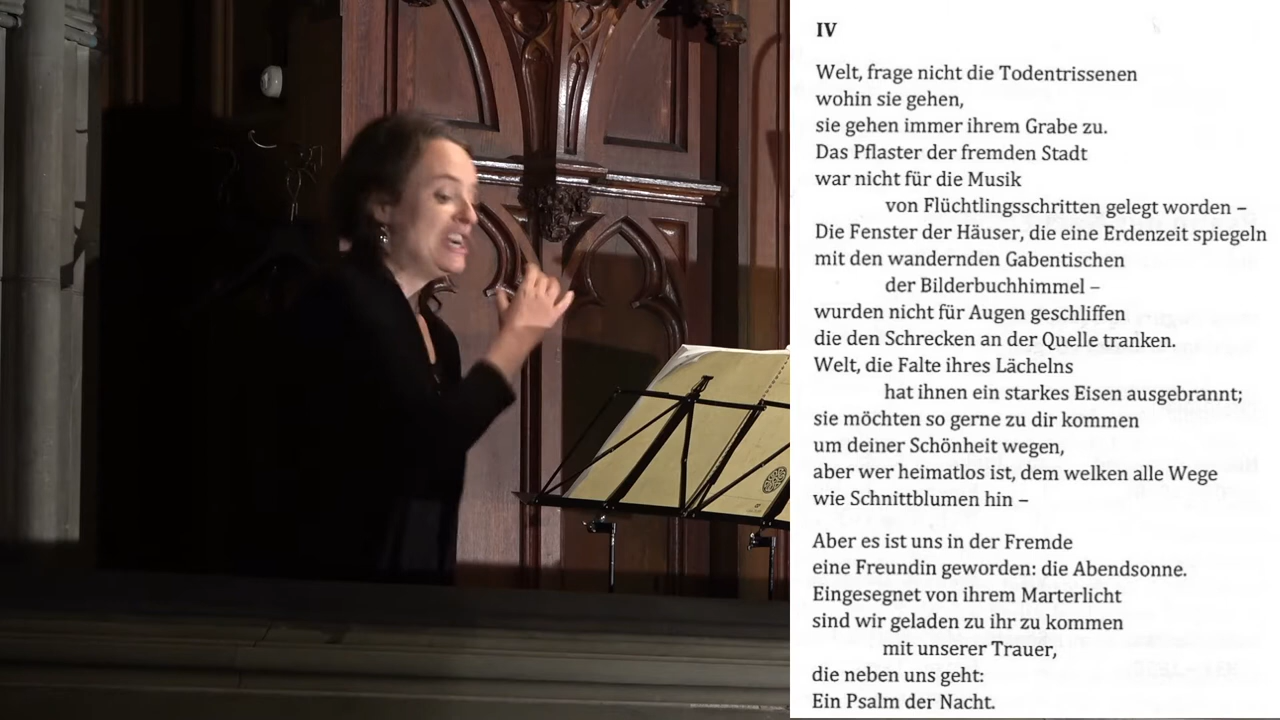 IV
Welt, frage nicht die Todentrissenen
wohin sie gehen,
sie gehen immer ihrem Grabe zu.
Das Pflaster der fremden Stadt
war nicht für die Musik
von Flüchtlingsschritten gelegt worden –
Die Fenster der Häuser, die eine Erdenzeit spiegeln
mit den wandernden Gabentischen
der Bilderbuchhimmel –
wurden nicht für Augen geschliffen
die den Schrecken an der Quelle tranken.
Welt, die Falte ihres Lächelns
hat ihnen ein starkes Eisen ausgebrannt;
sie möchten so gerne zu dir kommen
um deiner Schönheit wegen,
aber wer heimatlos ist, dem welken alle Wege
wie Schnittblumen hin –
Aber es ist uns in der Fremde
eine Freundin geworden: die Abendsonne.
Eingesegnet von ihrem Marterlicht
sind wir geladen zu ihr zu kommen
mit unserer Trauer,
die neben uns geht:
Ein Psalm der Nacht.